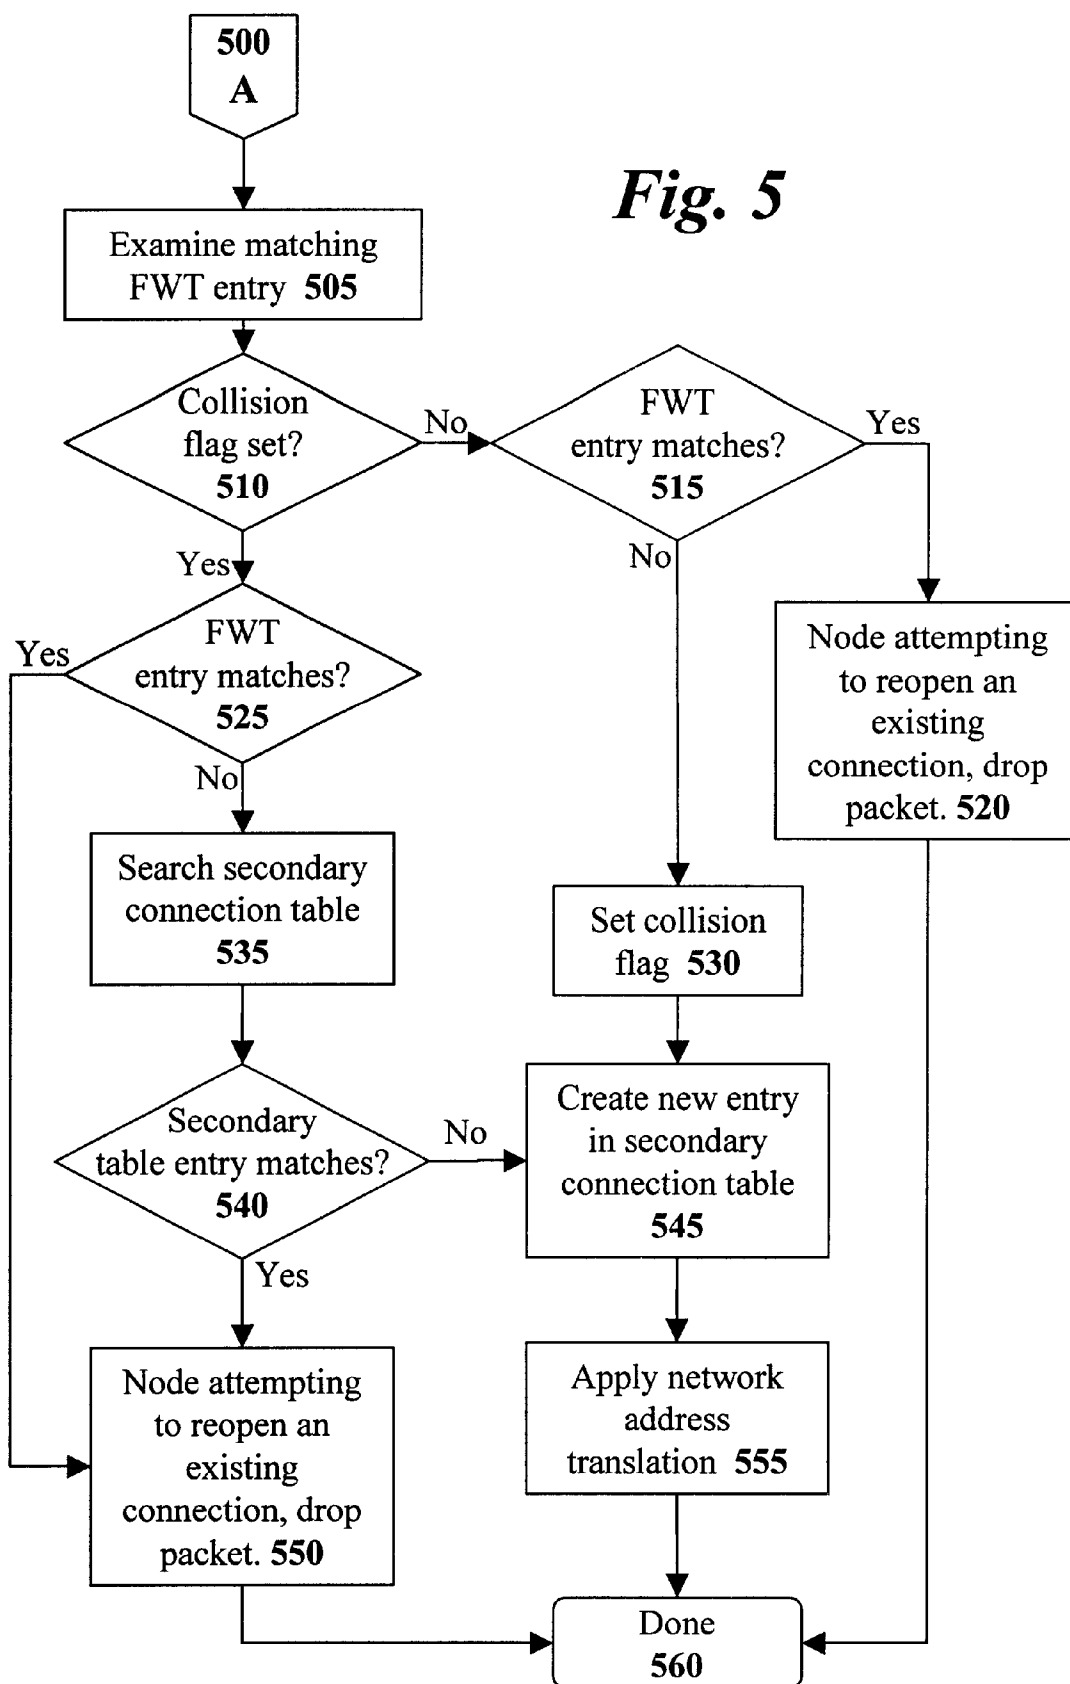 500
A
Fig. 5
Examine matching
FWT entry 505
Collision
flag set?
510
No
Yes
FWT
entry matches?
515
Yes
No
Node attempting
to reopen an
existing
connection, drop
packet. 520
FWT
entry matches?
525
Yes
No
Search secondary
connection table
535
Set collision
flag 530
Secondary
table entry matches?
540
No
Yes
Create new entry
in secondary
connection table
545
Node attempting
to reopen an
existing
connection, drop
packet. 550
Apply network
address
translation 555
Done
560